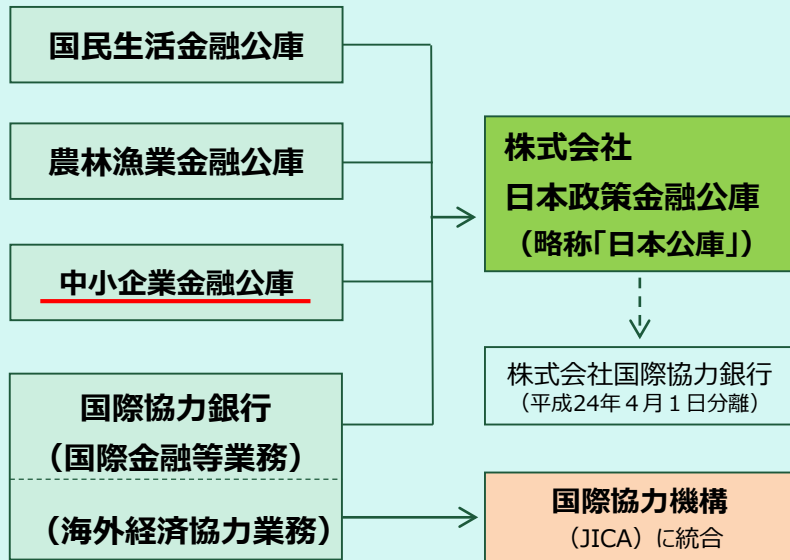 国民生活金融公庫
農林漁業金融公庫
中小企業金融公庫
国際協力銀行
（国際金融等業務）
（海外経済協力業務）
株式会社
日本政策金融公庫
（略称｢日本公庫｣）
株式会社国際協力銀行
（平成24年４月１日分離）
国際協力機構
（JICA）に統合